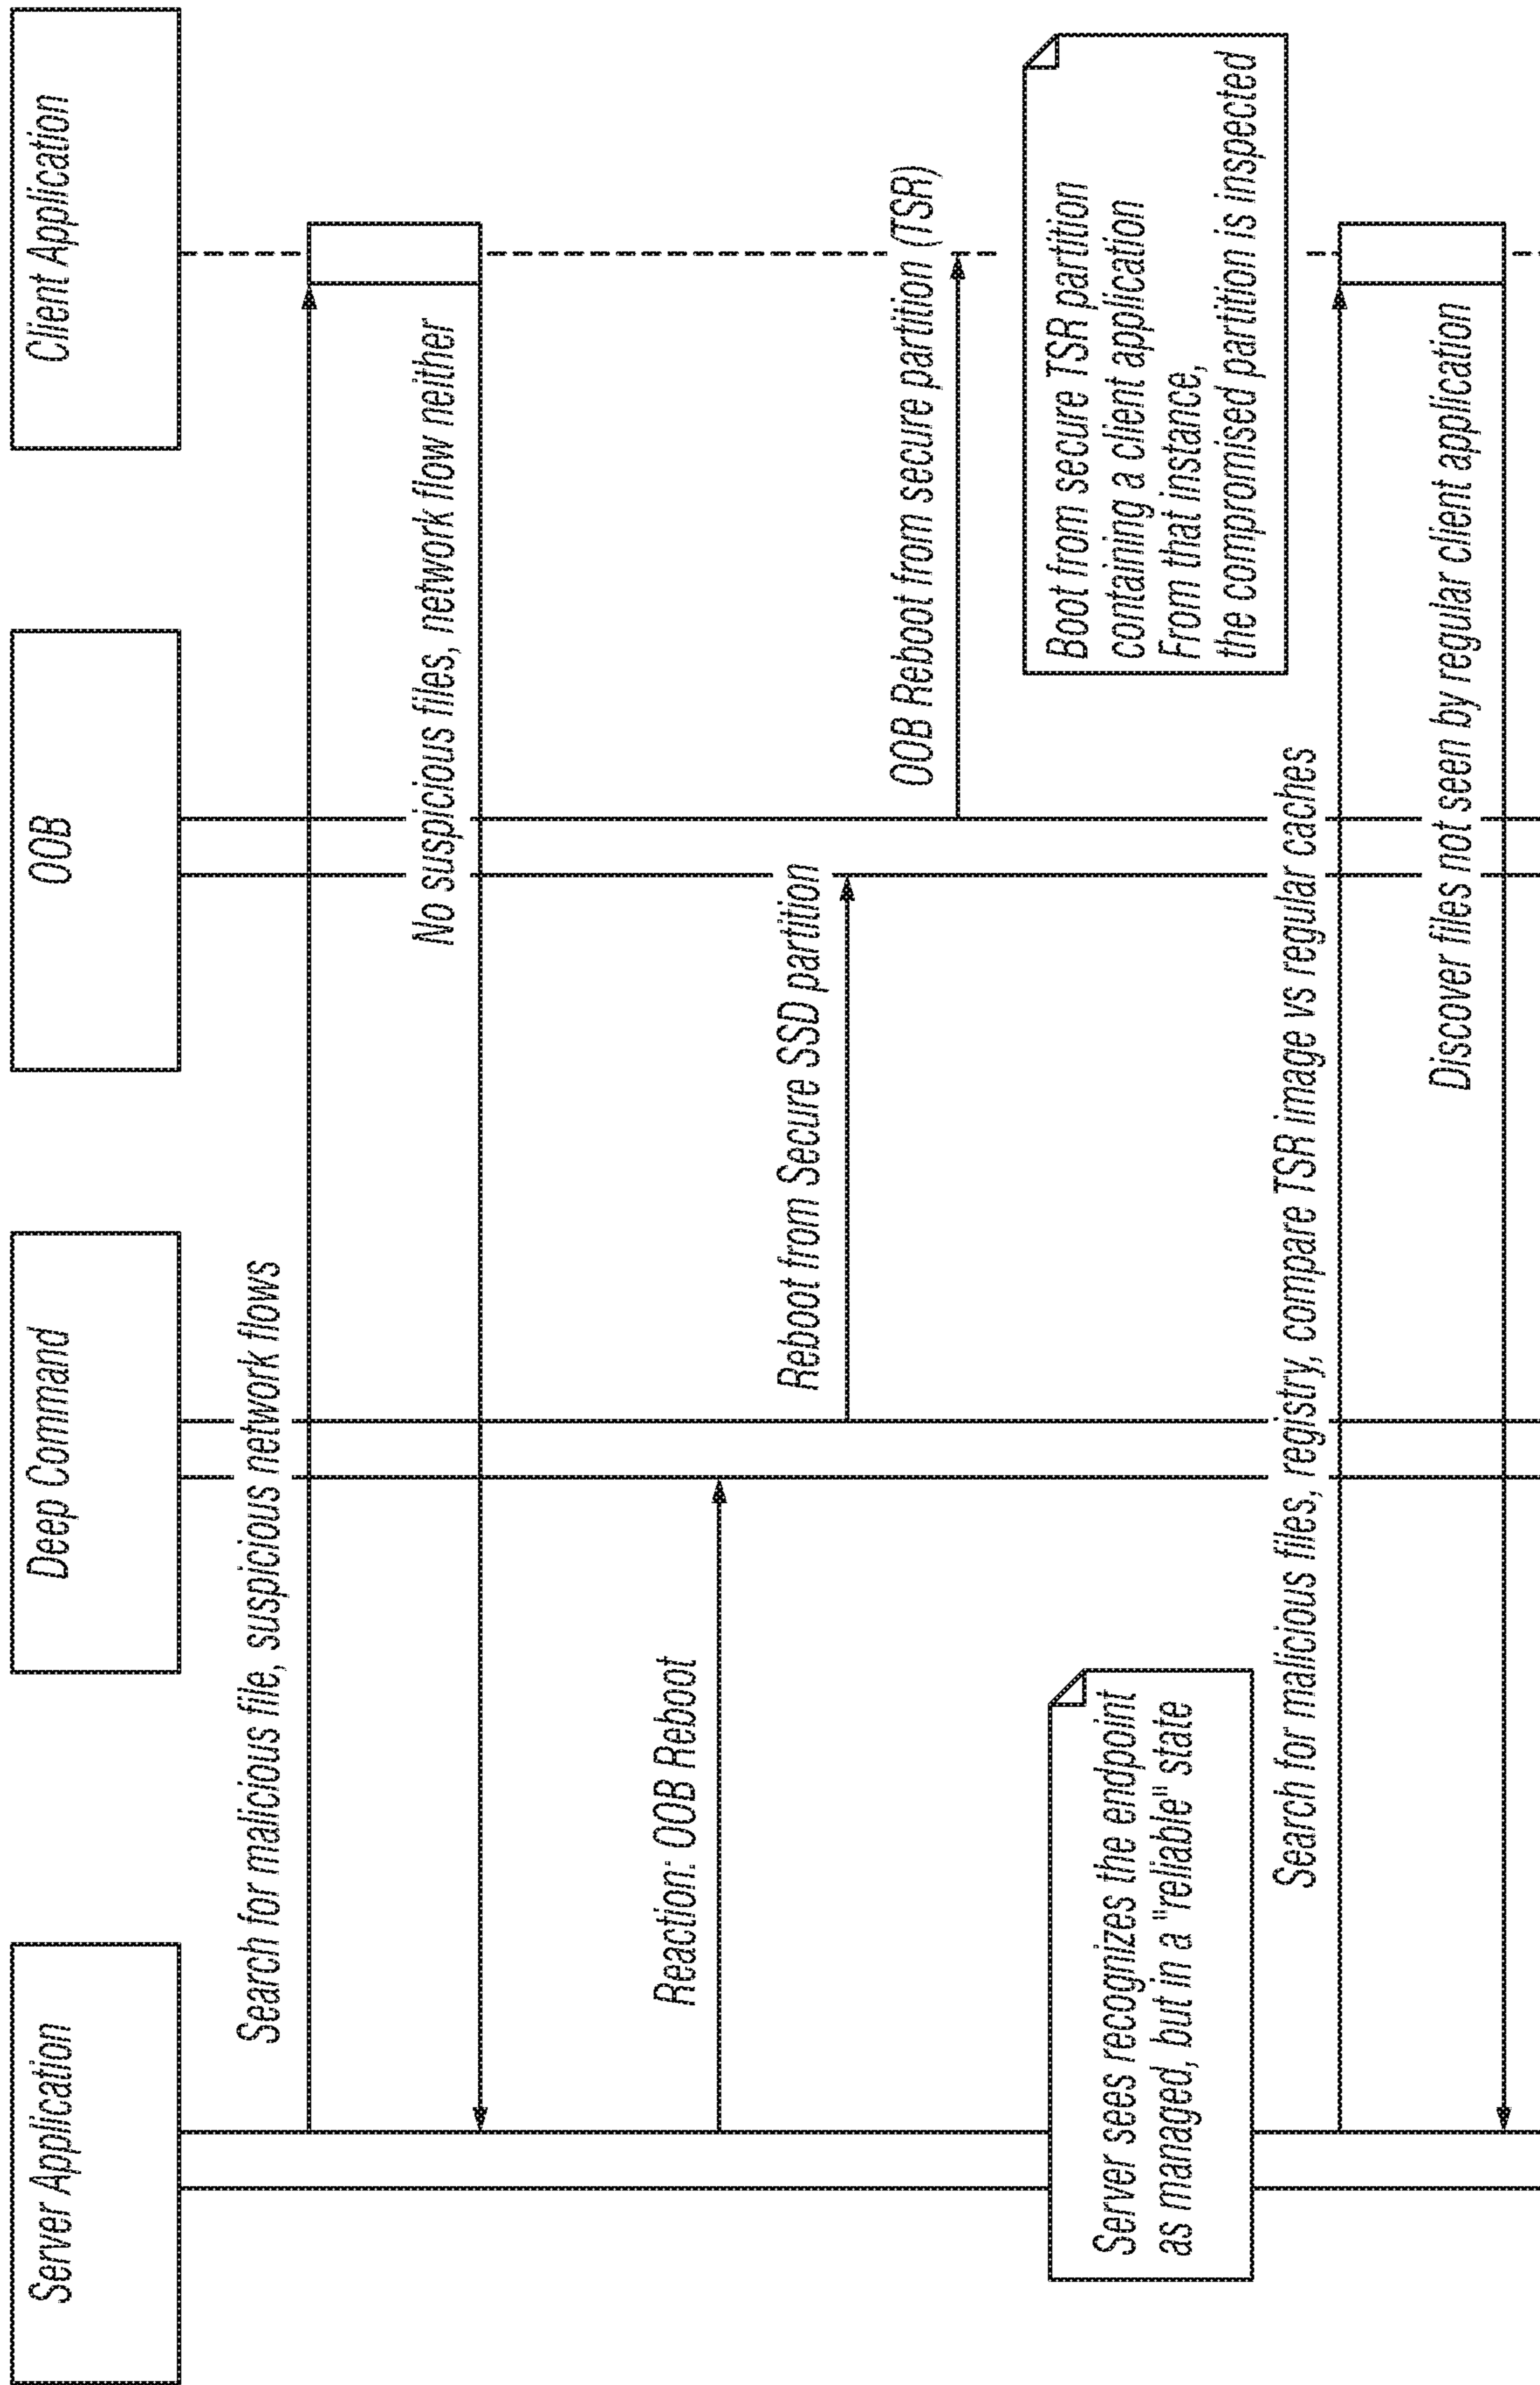 Server Application
Deep Command
OOB
Client Application
Search for malicious file, suspicious network flows
No suspicious files, network flow neither
Reaction: OOB Reboot
Reboot from Secure SSD partition
OOB Reboot from secure partition (TSR)
Server sees recognizes the endpoint
as managed, but in a "reliable" state
Boot from secure TSR partition
containing a client application
From that instance,
the compromised partition is inspected
Search for malicious files, registry, compare TSR image vs regular caches
Discover files not seen by regular client application